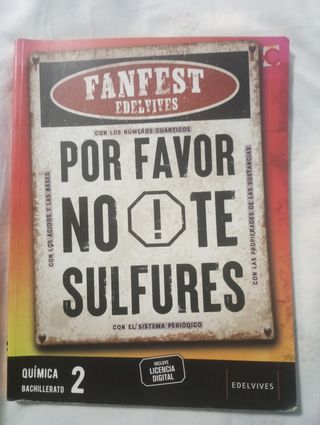 FANFEST
EDELVIVES
CON LOS NÚMEROS CUÁNTICOS
CON LOS ÁCIDOS Y LAS BASES
POR FAVOR
NO ! TE
SULFURES
CON LAS PROPIEDADES DE LAS SUSTANCIAS
CON EL SISTEMA PERIÓDICO
QUÍMICA 2
BACHILLERATO
INCLUYE
LICENCIA
DIGITAL
EDELVIVES